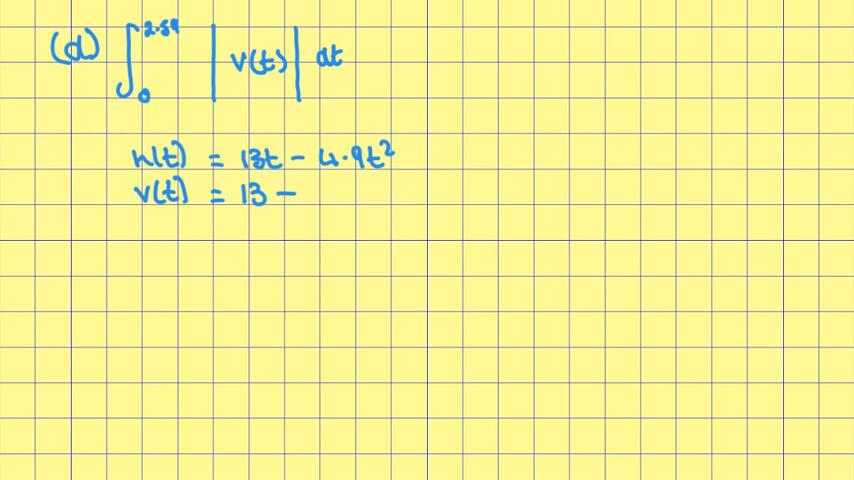 (d) ∫₀^2·59 |v(t)| dt
h(t) = 13t − 4·9t²
v(t) = 13 −